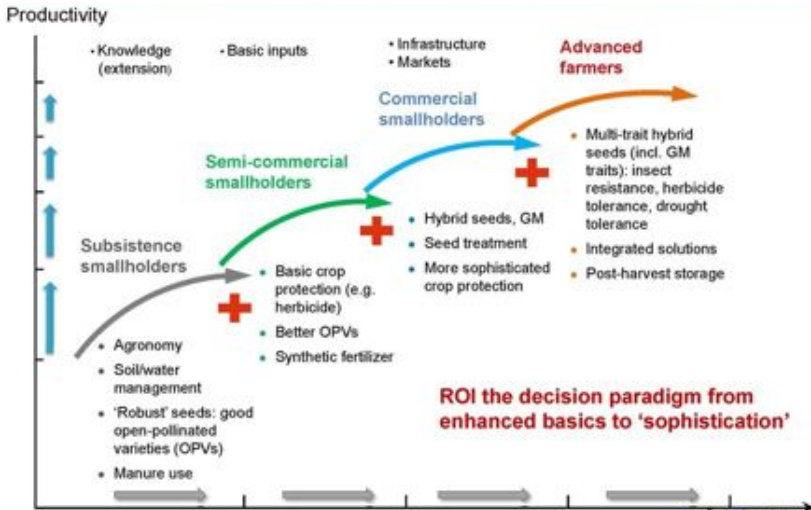 Productivity
• Knowledge
(extension)
• Basic inputs
• Infrastructure
• Markets
Advanced
farmers
Commercial
smallholders
Semi-commercial
smallholders
Subsistence
smallholders
• Agronomy
• Soil/water
management
• 'Robust' seeds: good
open-pollinated
varieties (OPVs)
• Manure use
• Basic crop
protection (e.g.
herbicide)
• Better OPVs
• Synthetic fertilizer
• Hybrid seeds, GM
• Seed treatment
• More sophisticated
crop protection
• Multi-trait hybrid
seeds (incl. GM
traits): insect
resistance, herbicide
tolerance, drought
tolerance
• Integrated solutions
• Post-harvest storage
ROI the decision paradigm from
enhanced basics to 'sophistication'